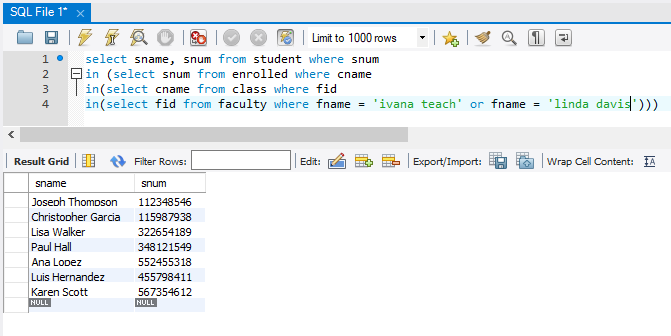 SQL File 1*
Limit to 1000 rows
1 select sname, snum from student where snum
2 in (select snum from enrolled where cname
3 in(select cname from class where fid
4 in(select fid from faculty where fname = 'ivana teach' or fname = 'linda davis')))
Result Grid Filter Rows: Edit: Export/Import: Wrap Cell Content:
sname snum
Joseph Thompson 112348546
Christopher Garcia 115987938
Lisa Walker 322654189
Paul Hall 348121549
Ana Lopez 552455318
Luis Hernandez 455798411
Karen Scott 567354612
NULL NULL